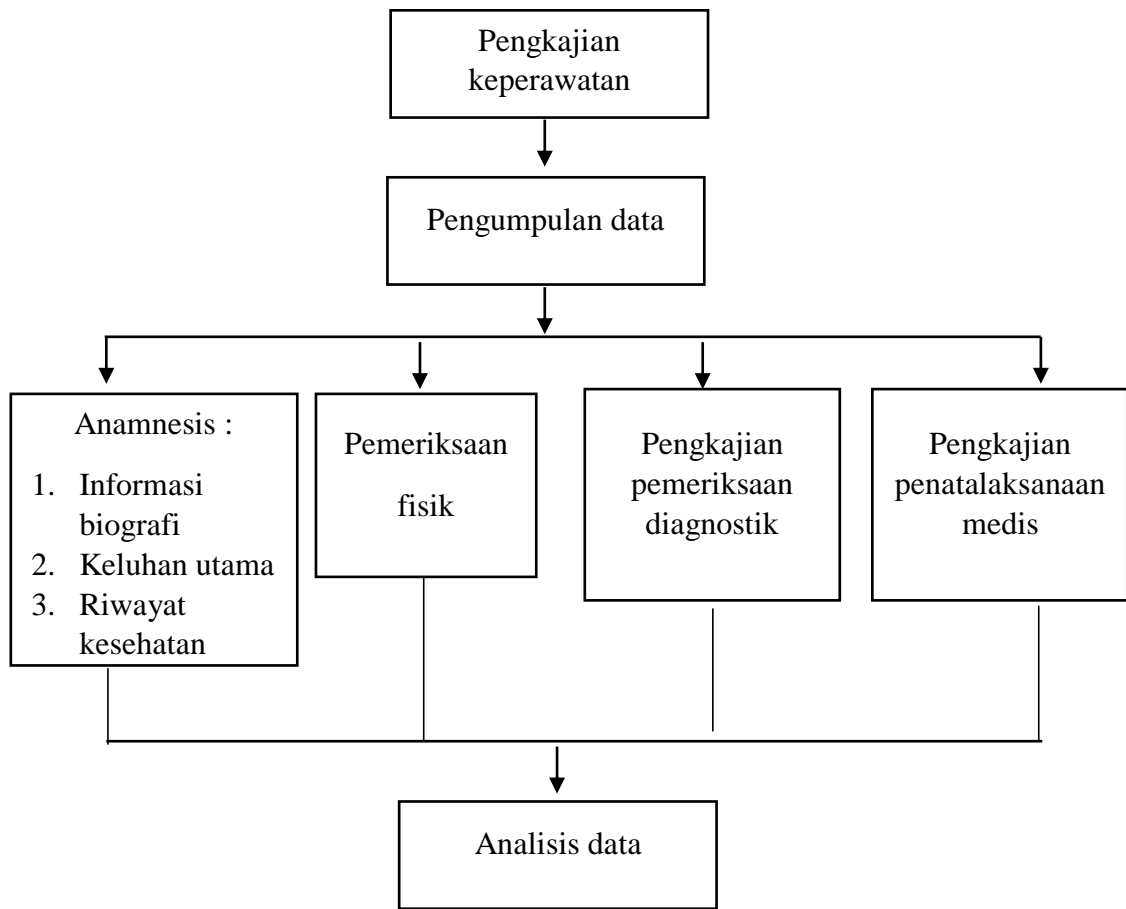 Pengkajian
keperawatan
Pengumpulan data
Anamnesis :
1. Informasi
biografi
2. Keluhan utama
3. Riwayat
kesehatan
Pemeriksaan
fisik
Pengkajian
pemeriksaan
diagnostik
Pengkajian
penatalaksanaan
medis
Analisis data